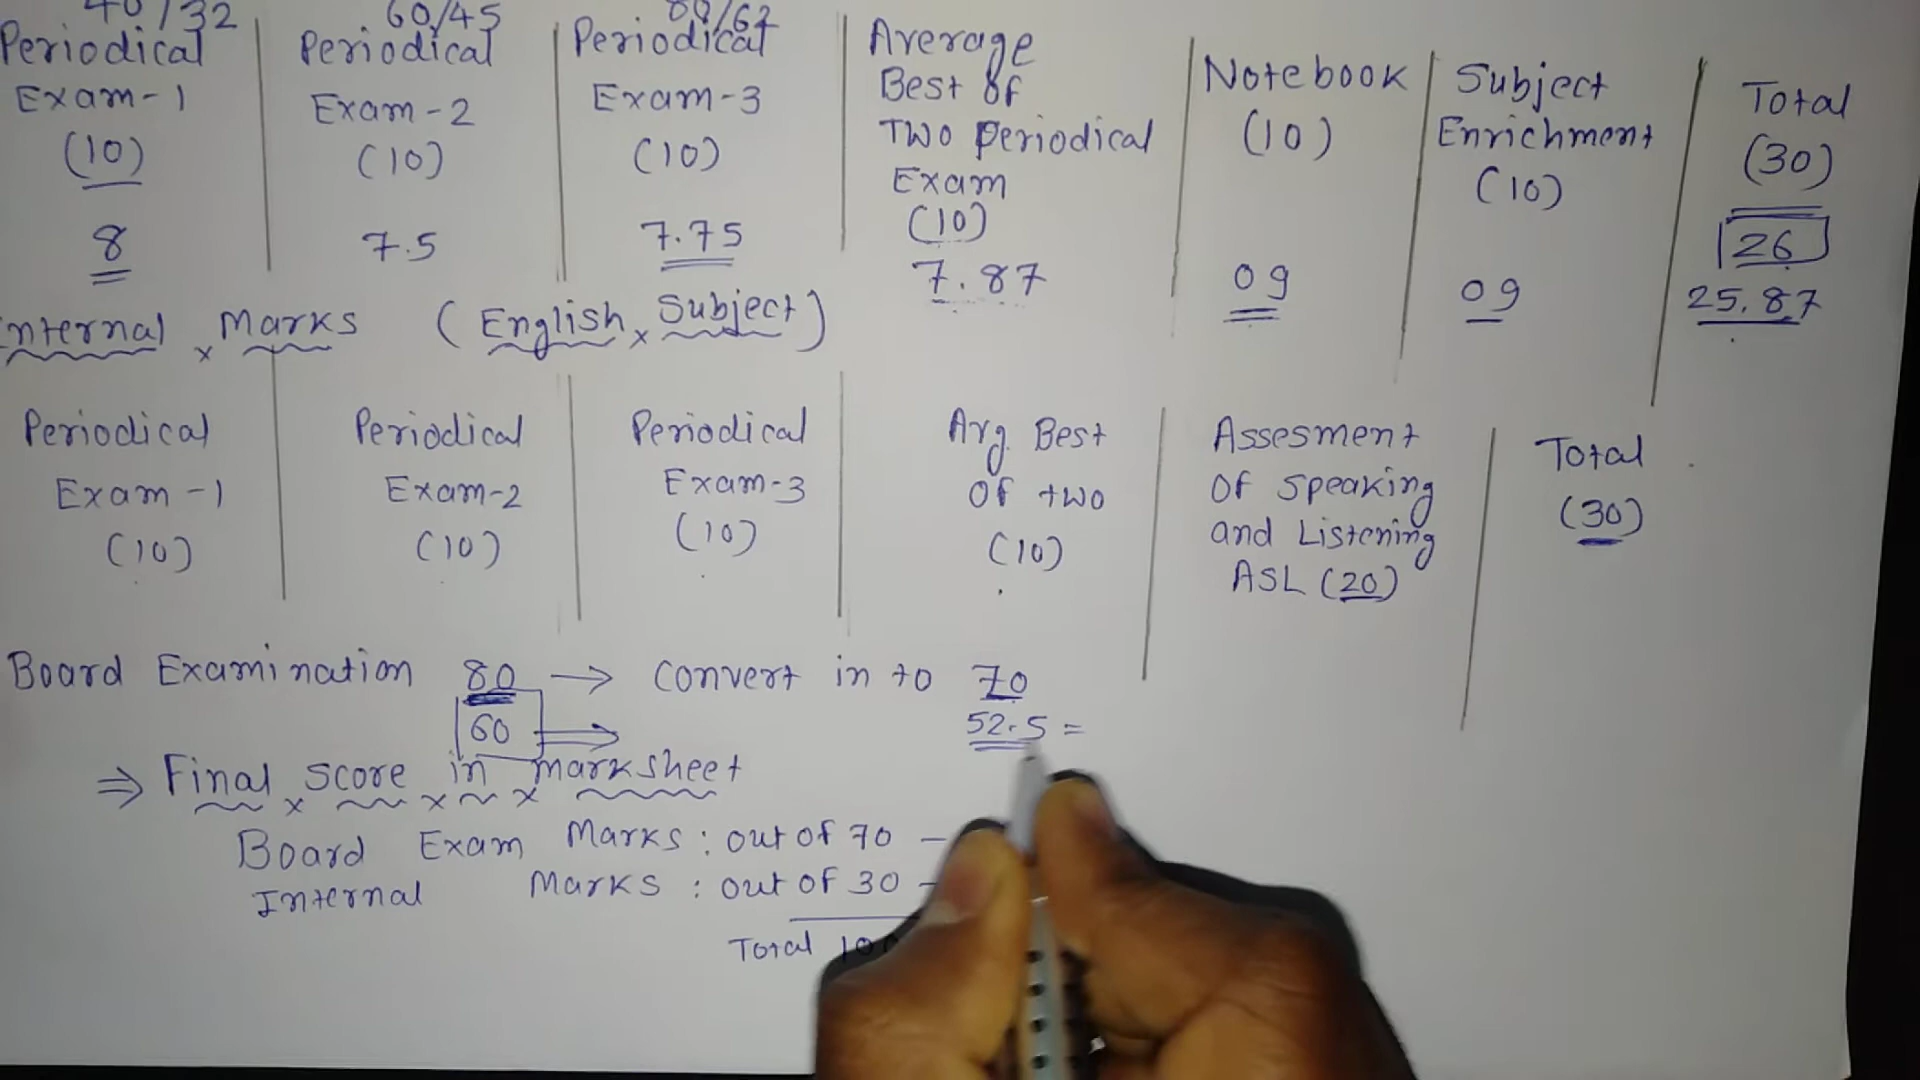 40/32 60/45 80/62
Periodical Periodical Periodical Average
Exam-1 Exam-2 Exam-3 Best of
(10) (10) (10) Two Periodical
Exam
(10)
Notebook Subject Total
(10) Enrichment (30)
(10)
8 7.5 7.75 7.87 09 09 26
25.87
Internal Marks (English Subject)
Periodical Periodical Periodical Avg. Best Assesment Total
Exam-1 Exam-2 Exam-3 of two of speaking (30)
(10) (10) (10) (10) and Listening
ASL (20)
Board Examination 80 → convert in to 70
60 ⇒ 52.5 =
⇒ Final score in marksheet
Board Exam Marks : out of 70 -
Internal Marks : out of 30 -
Total